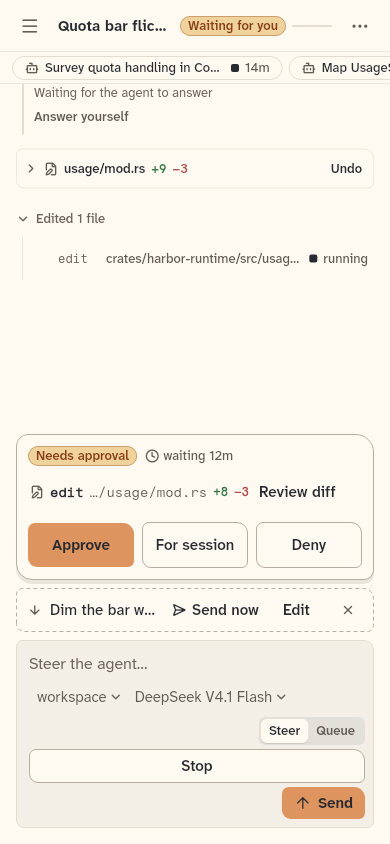 Quota bar flic... Waiting for you
Survey quota handling in Co... 14m Map Usage
Waiting for the agent to answer
Answer yourself
usage/mod.rs +9 −3 Undo
Edited 1 file
edit crates/harbor-runtime/src/usag... running
Needs approval waiting 12m
edit …/usage/mod.rs +8 −3 Review diff
Approve For session Deny
Dim the bar w... Send now Edit ×
Steer the agent...
workspace DeepSeek V4.1 Flash
Steer Queue
Stop
Send